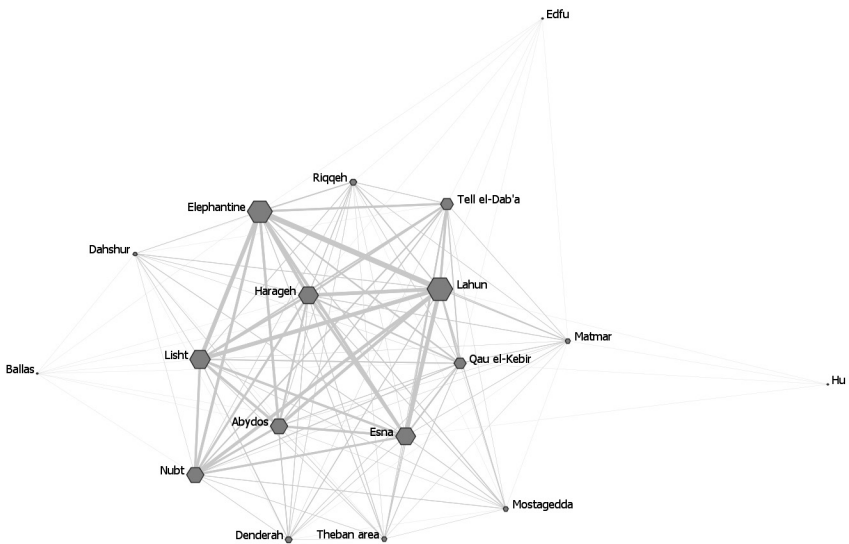 Edfu
Riqqeh
Elephantine
Tell el-Dab'a
Dahshur
Harageh
Lahun
Matmar
Lisht
Qau el-Kebir
Ballas
Hu
Abydos
Esna
Nubt
Mostagedda
Denderah
Theban area